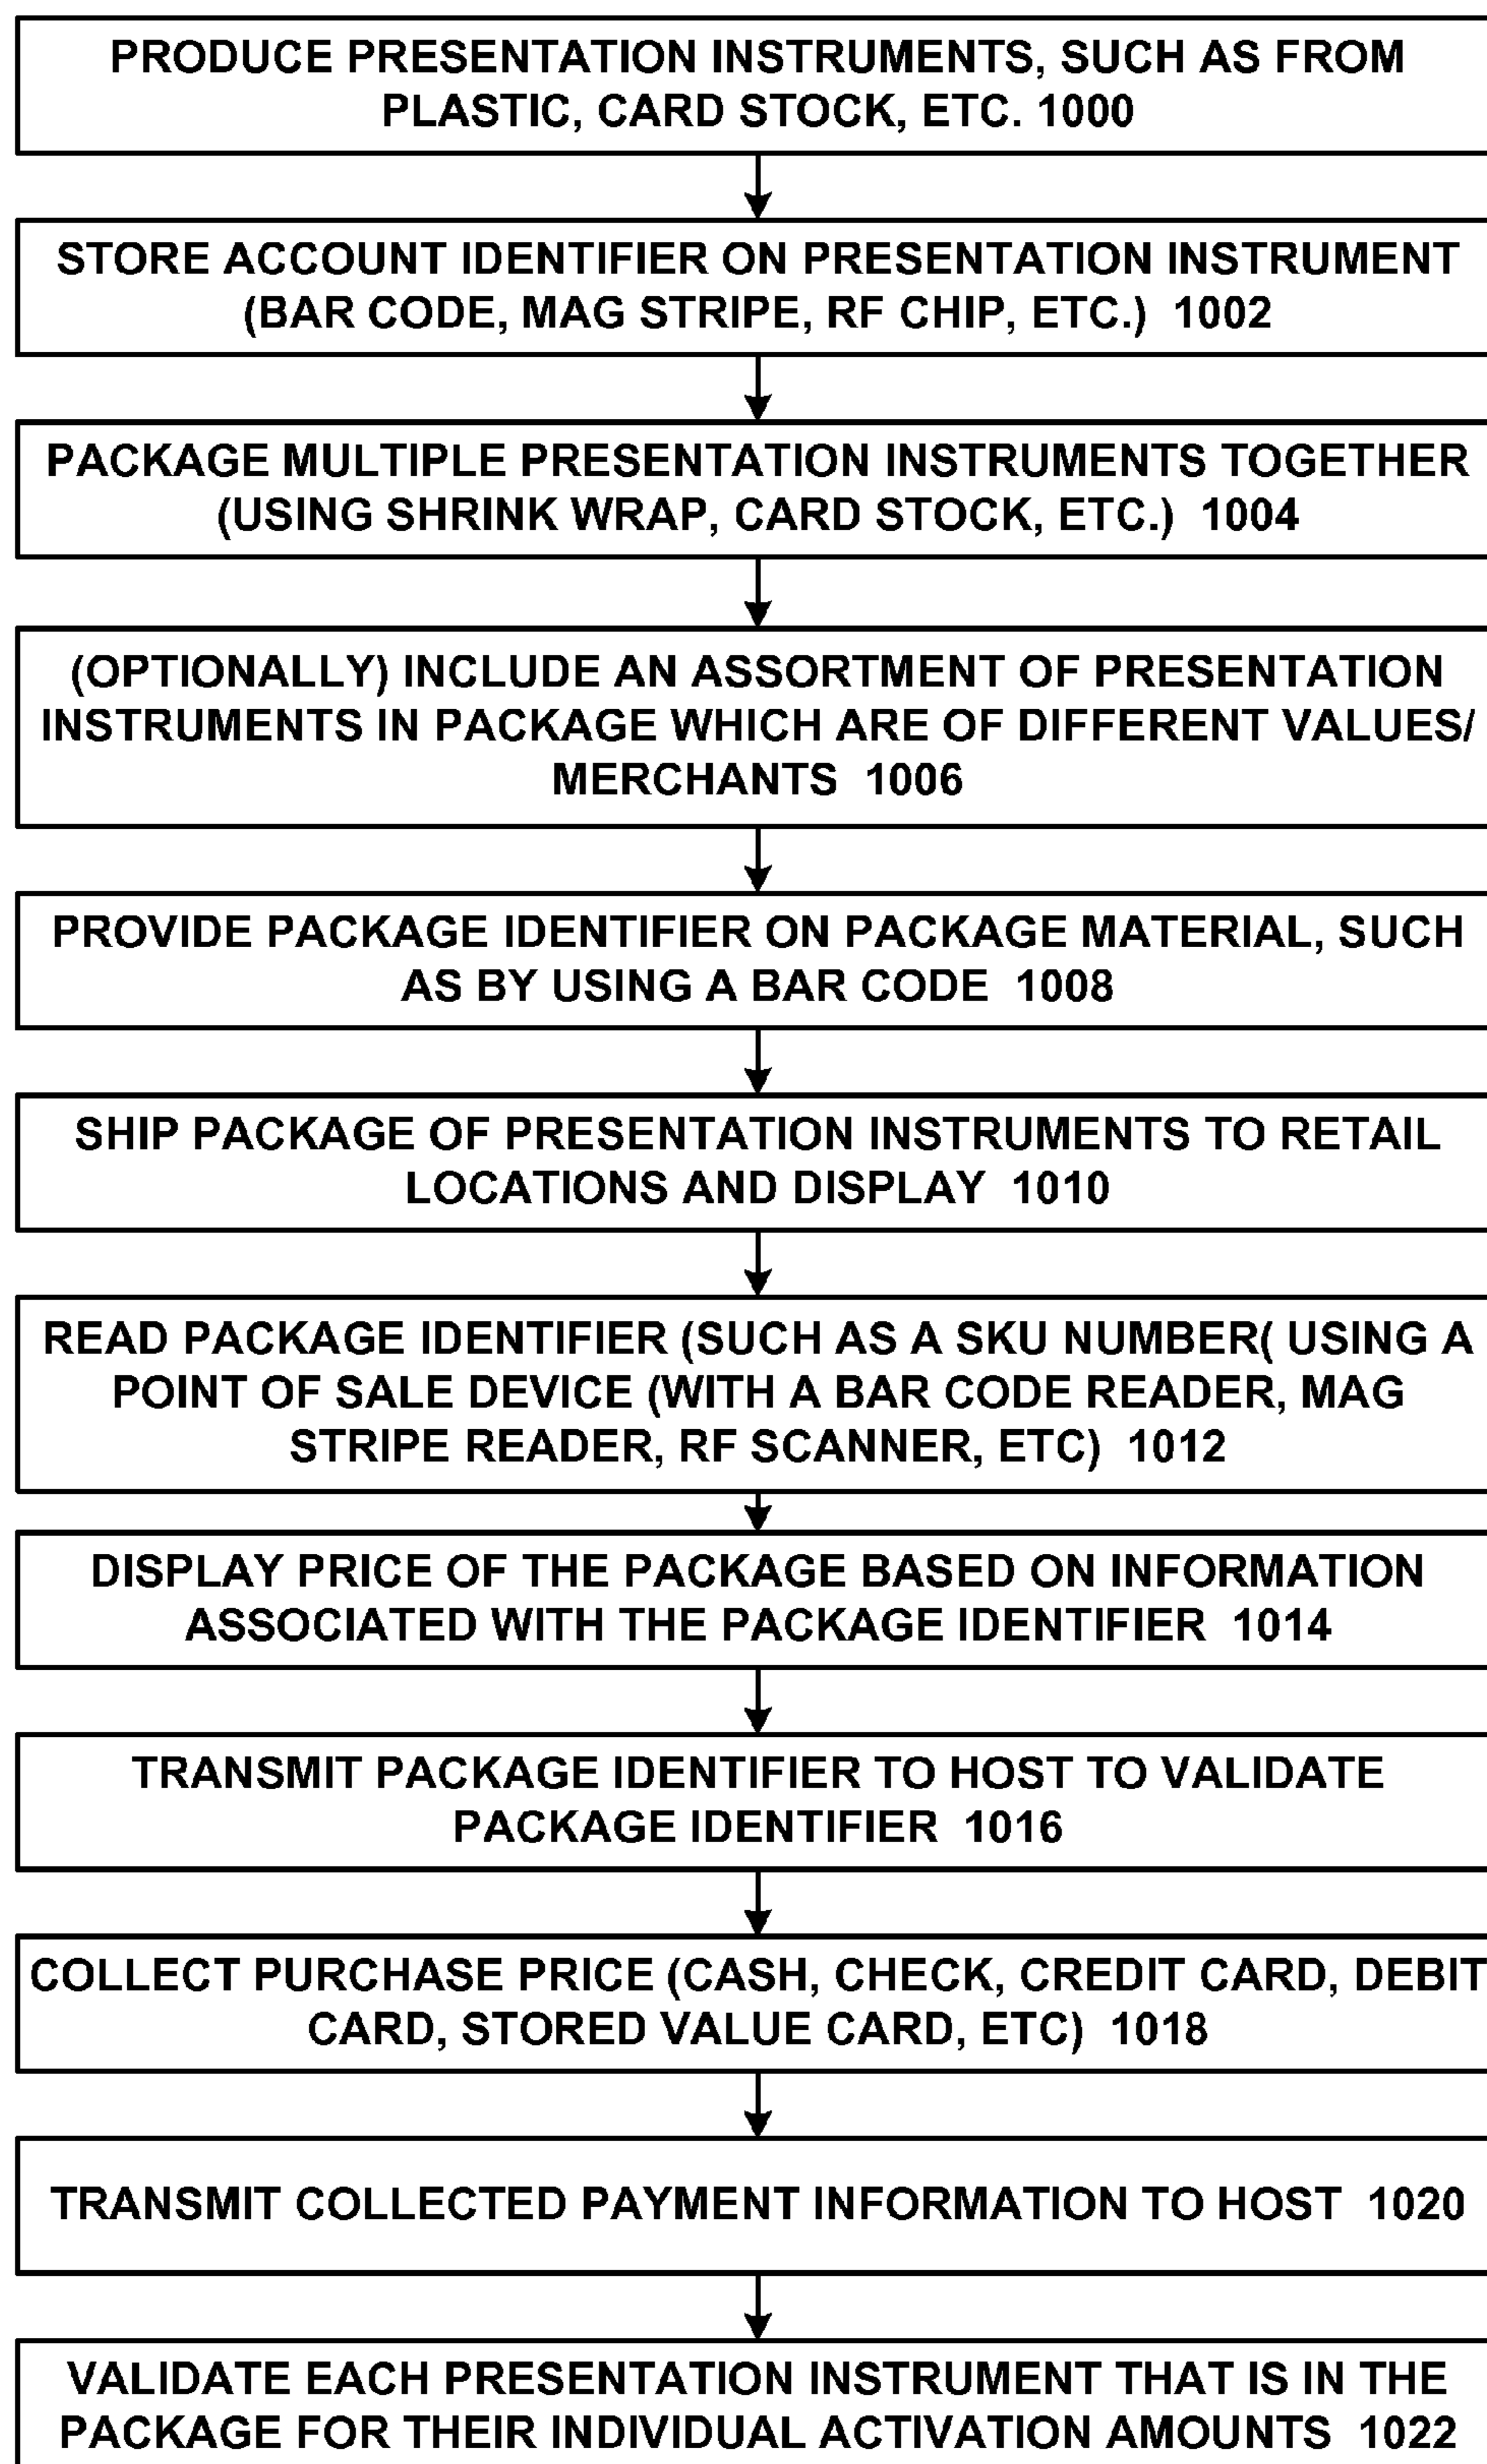 PRODUCE PRESENTATION INSTRUMENTS, SUCH AS FROM
PLASTIC, CARD STOCK, ETC. 1000
STORE ACCOUNT IDENTIFIER ON PRESENTATION INSTRUMENT
(BAR CODE, MAG STRIPE, RF CHIP, ETC.) 1002
PACKAGE MULTIPLE PRESENTATION INSTRUMENTS TOGETHER
(USING SHRINK WRAP, CARD STOCK, ETC.) 1004
(OPTIONALLY) INCLUDE AN ASSORTMENT OF PRESENTATION
INSTRUMENTS IN PACKAGE WHICH ARE OF DIFFERENT VALUES/
MERCHANTS 1006
PROVIDE PACKAGE IDENTIFIER ON PACKAGE MATERIAL, SUCH
AS BY USING A BAR CODE 1008
SHIP PACKAGE OF PRESENTATION INSTRUMENTS TO RETAIL
LOCATIONS AND DISPLAY 1010
READ PACKAGE IDENTIFIER (SUCH AS A SKU NUMBER( USING A
POINT OF SALE DEVICE (WITH A BAR CODE READER, MAG
STRIPE READER, RF SCANNER, ETC) 1012
DISPLAY PRICE OF THE PACKAGE BASED ON INFORMATION
ASSOCIATED WITH THE PACKAGE IDENTIFIER 1014
TRANSMIT PACKAGE IDENTIFIER TO HOST TO VALIDATE
PACKAGE IDENTIFIER 1016
COLLECT PURCHASE PRICE (CASH, CHECK, CREDIT CARD, DEBIT
CARD, STORED VALUE CARD, ETC) 1018
TRANSMIT COLLECTED PAYMENT INFORMATION TO HOST 1020
VALIDATE EACH PRESENTATION INSTRUMENT THAT IS IN THE
PACKAGE FOR THEIR INDIVIDUAL ACTIVATION AMOUNTS 1022